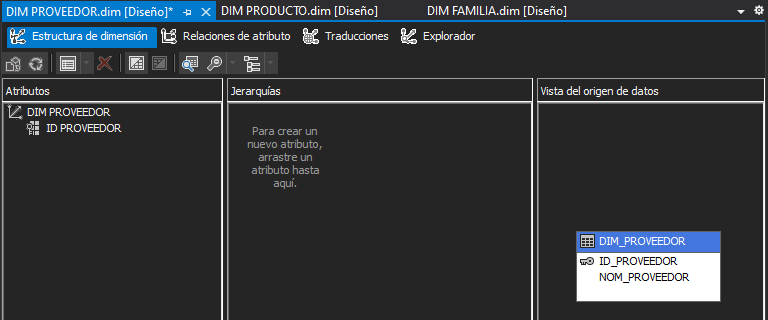 DIM PROVEEDOR.dim [Diseño]*
DIM PRODUCTO.dim [Diseño]
DIM FAMILIA.dim [Diseño]
Estructura de dimensión
Relaciones de atributo
Traducciones
Explorador
Atributos
DIM PROVEEDOR
ID PROVEEDOR
Jerarquías
Para crear un
nuevo atributo,
arrastre un
atributo hasta
aquí.
Vista del origen de datos
DIM_PROVEEDOR
ID_PROVEEDOR
NOM_PROVEEDOR